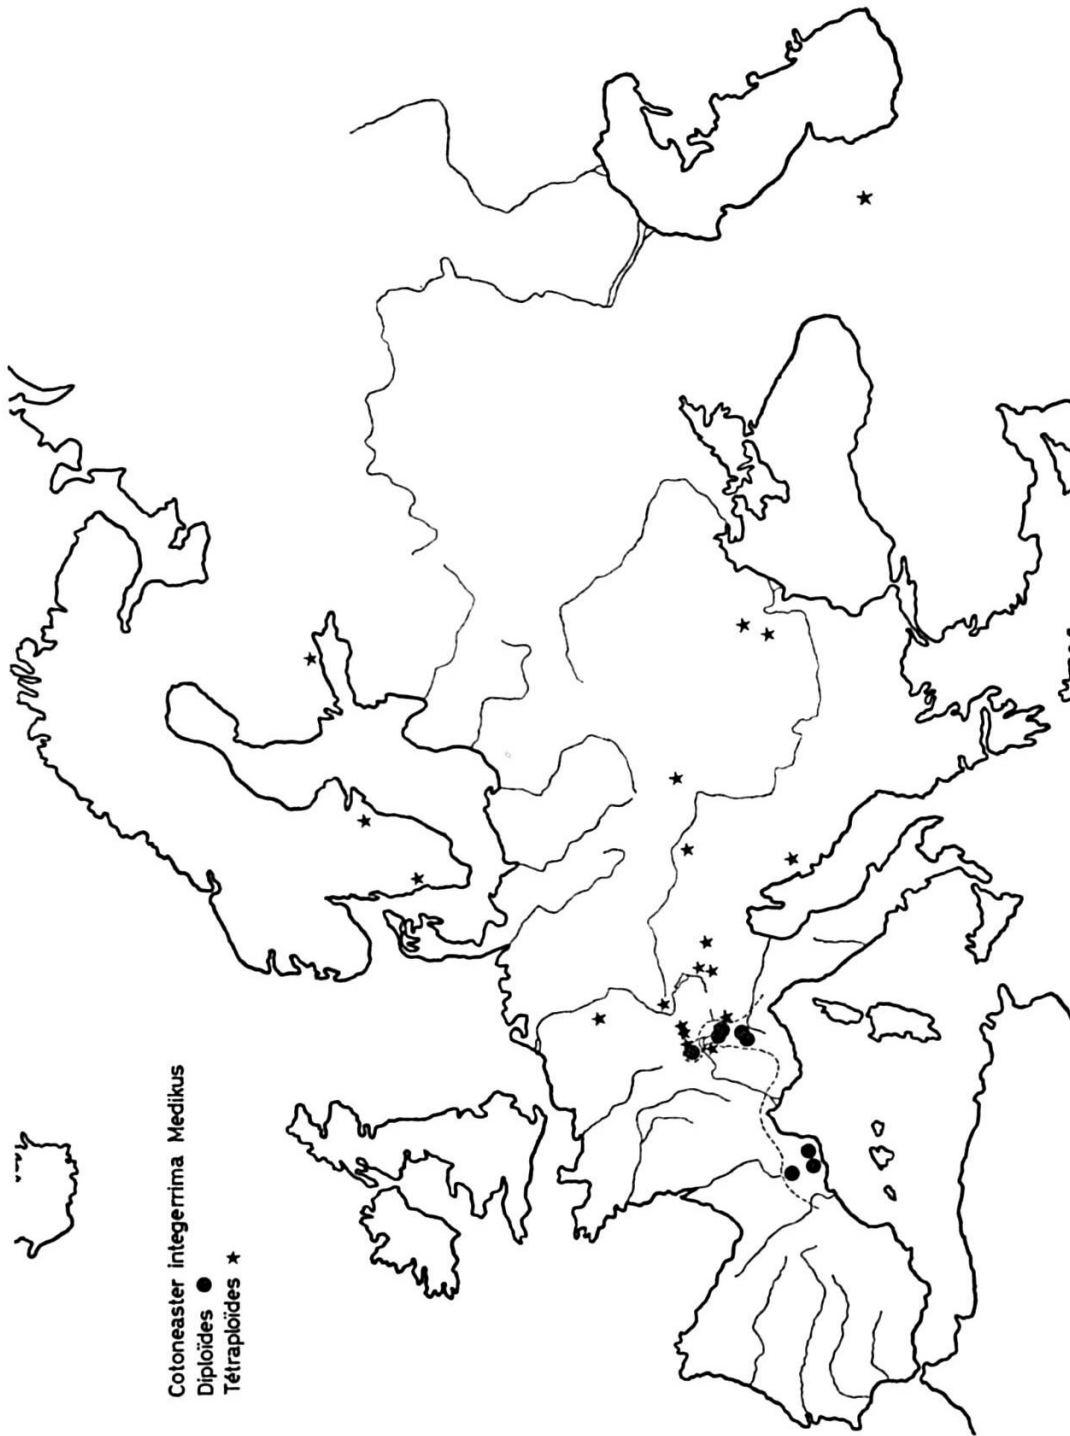 Cotoneaster integerrima Medikus
Diploïdes ●
Tétraploïdes ★